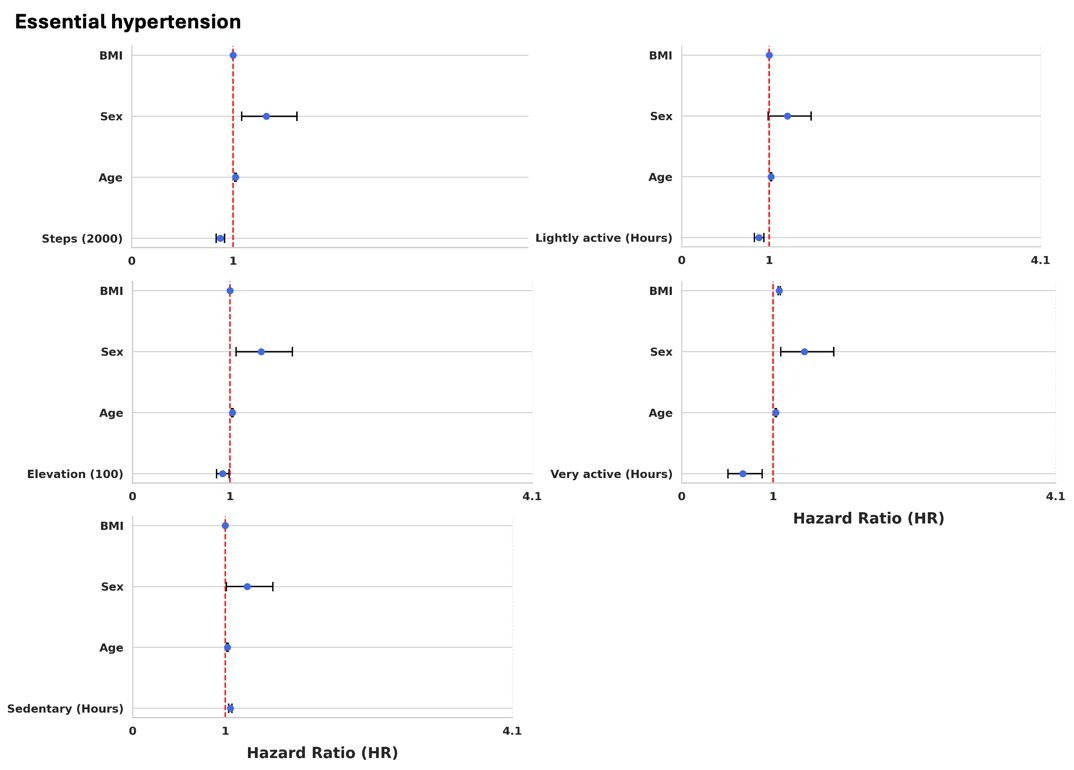 Essential hypertension
BMI
Sex
Age
Steps (2000)
0 1
BMI
Sex
Age
Lightly active (Hours)
0 1 4.1
BMI
Sex
Age
Elevation (100)
0 1 4.1
BMI
Sex
Age
Very active (Hours)
0 1 4.1
Hazard Ratio (HR)
BMI
Sex
Age
Sedentary (Hours)
0 1 4.1
Hazard Ratio (HR)